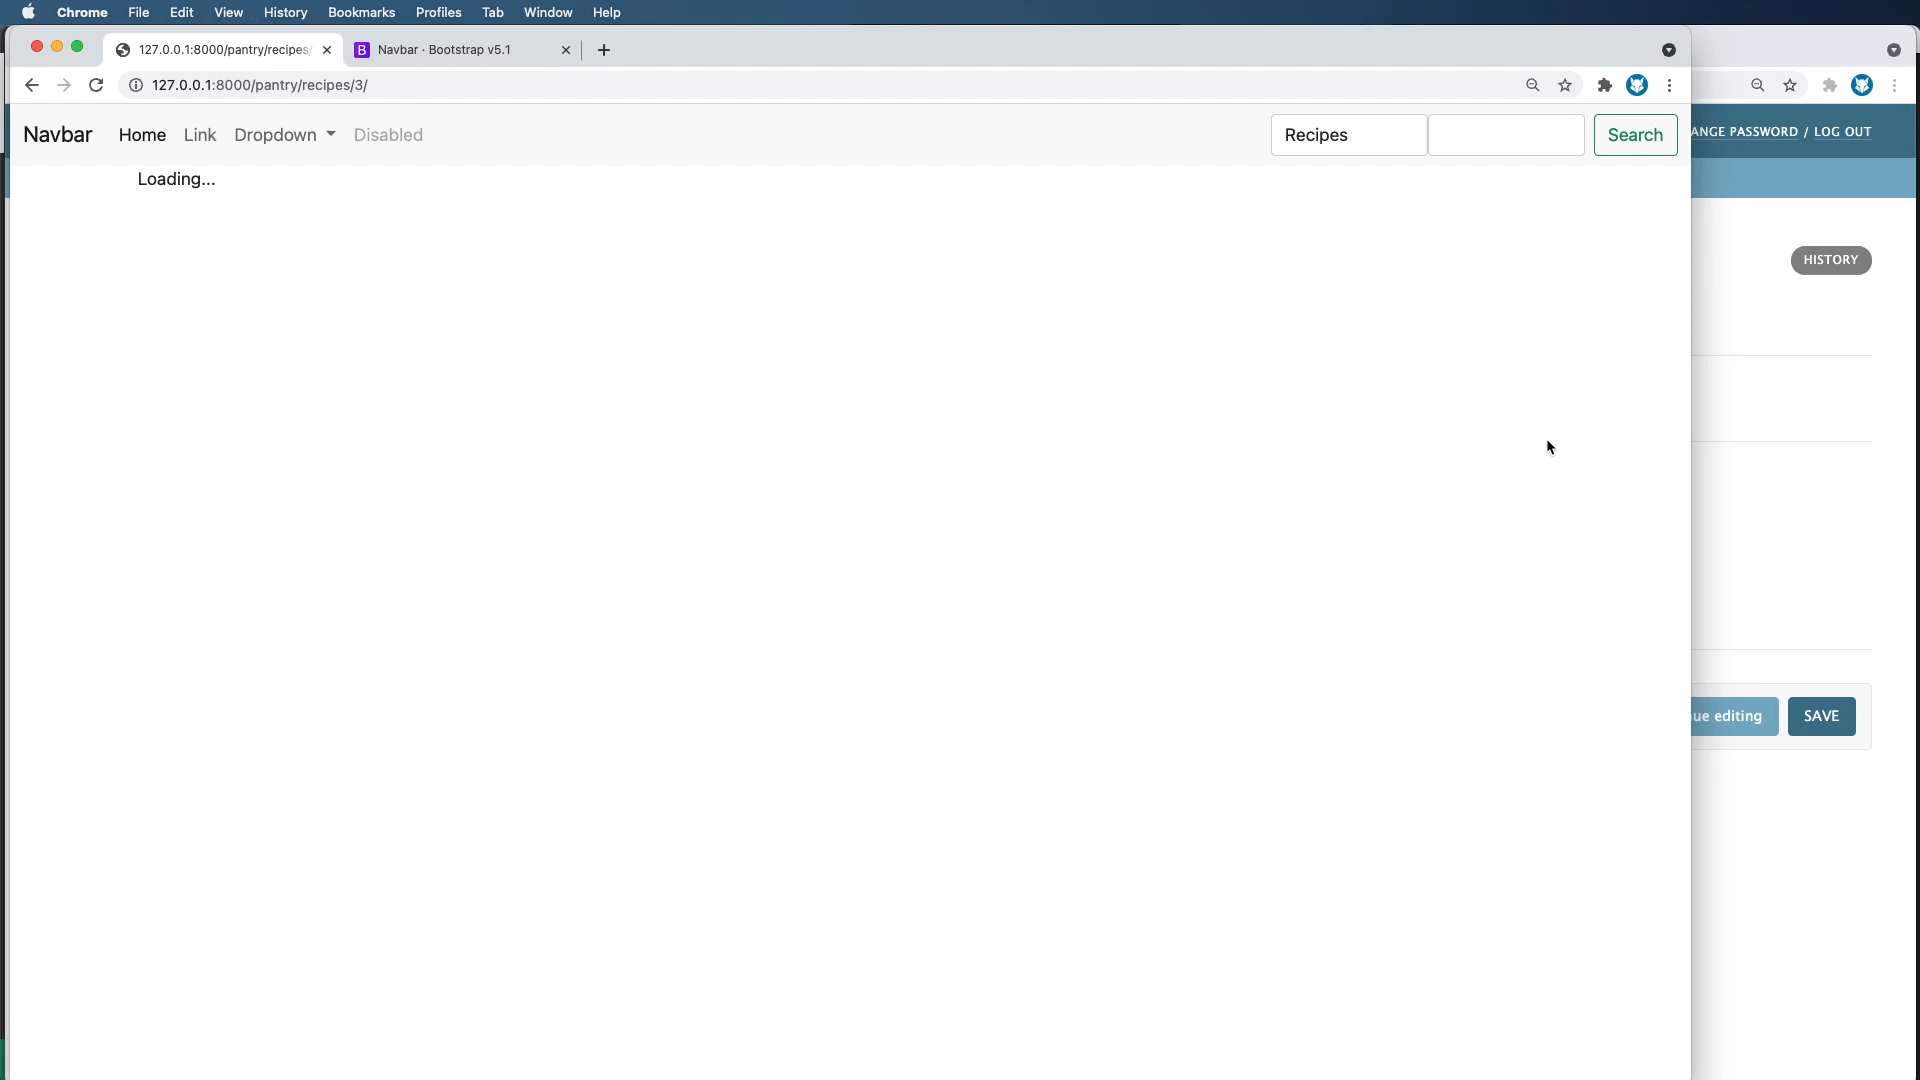 Chrome File Edit View History Bookmarks Profiles Tab Window Help
127.0.0.1:8000/pantry/recipes/ Navbar · Bootstrap v5.1
127.0.0.1:8000/pantry/recipes/3/
Navbar Home Link Dropdown Disabled Recipes Search
ANGE PASSWORD / LOG OUT
Loading...
HISTORY
ue editing SAVE